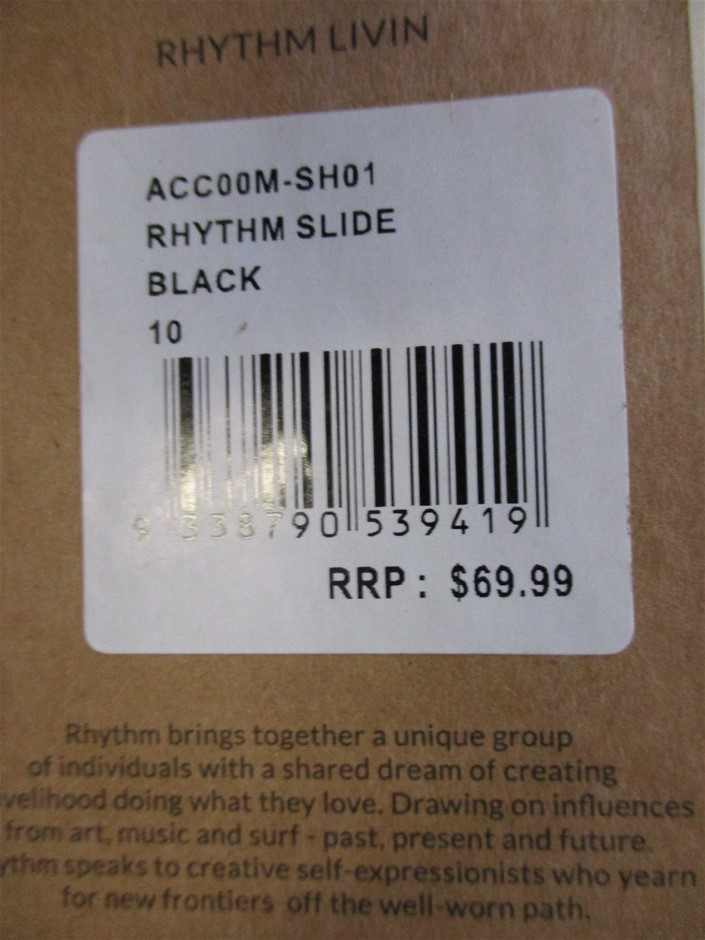 RHYTHM LIVIN
ACC00M-SH01
RHYTHM SLIDE
BLACK
10
9 338790 539419
RRP: $69.99
Rhythm brings together a unique group
of individuals with a shared dream of creating
velihood doing what they love. Drawing on influences
from art, music and surf - past, present and future.
ythm speaks to creative self-expressionists who yearn
for new frontiers off the well-worn path.